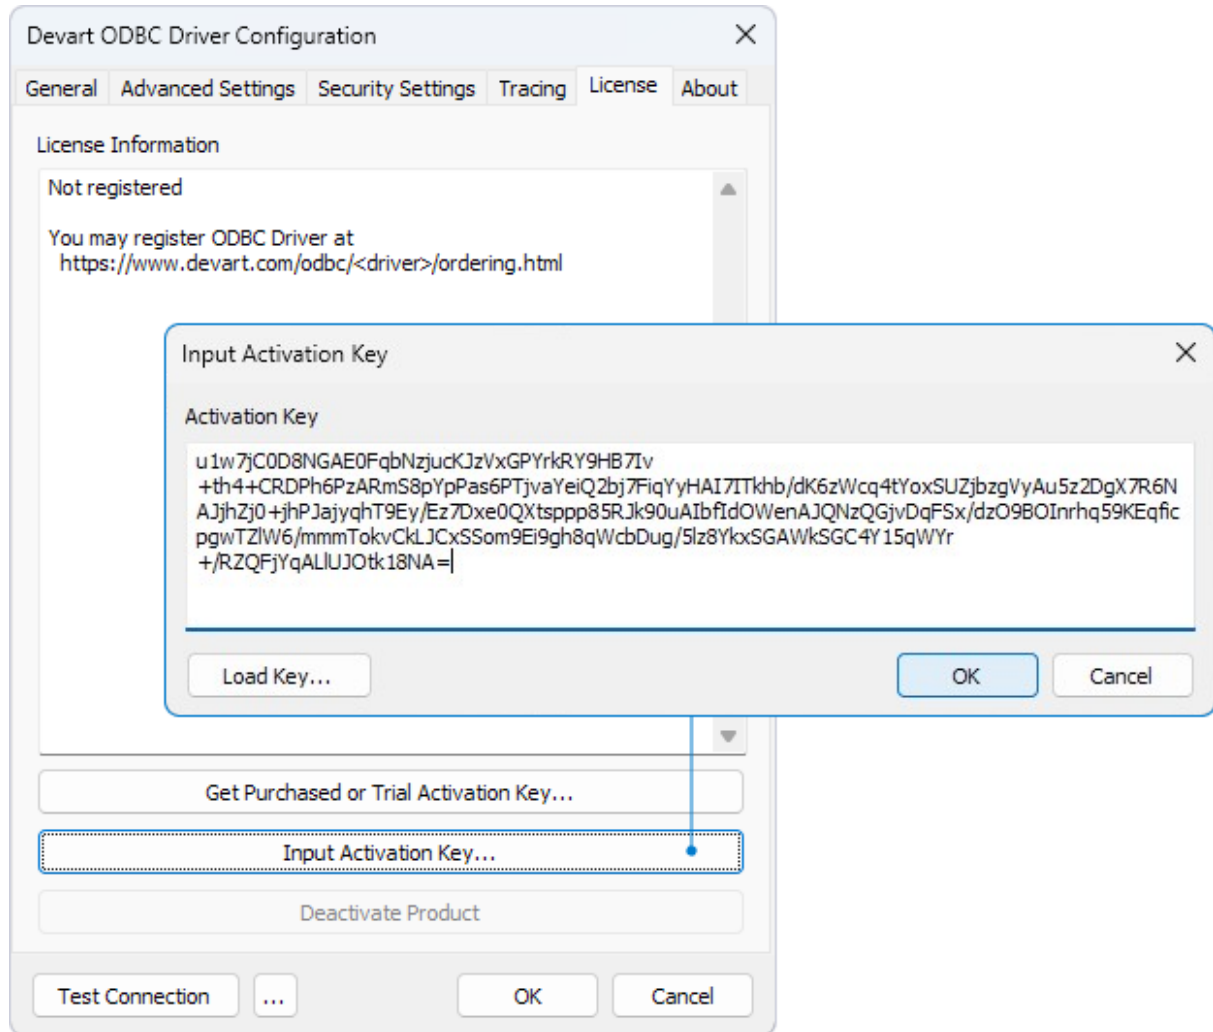 Devart ODBC Driver Configuration
General Advanced Settings Security Settings Tracing License About
License Information
Not registered
You may register ODBC Driver at
https://www.devart.com/odbc/<driver>/ordering.html
Input Activation Key
Activation Key
u1w7jC0D8NGAE0FqbNzjucKJzVxGPYrkRY9HB7Iv
+th4+CRDPh6PzARmS8pYpPas6PTjvaYeiQ2bj7FiqYyHAI7ITkhb/dK6zWcq4tYoxSUZjbzgVyAu5z2DgX7R6N
AJjhZj0+jhPJajyqhT9Ey/Ez7Dxe0QXtsppp85RJk90uAIbfIdOWenAJQNzQGjvDqFSx/dzO9BOInrhq59KEqfic
pgwTZlW6/mmmTokvCkLJCxSSom9Ei9gh8qWcbDug/5lz8YkxSGAWkSGC4Y15qWYr
+/RZQFjYqALlUJOtk18NA=
Load Key...
OK
Cancel
Get Purchased or Trial Activation Key...
Input Activation Key...
Deactivate Product
Test Connection ... OK Cancel